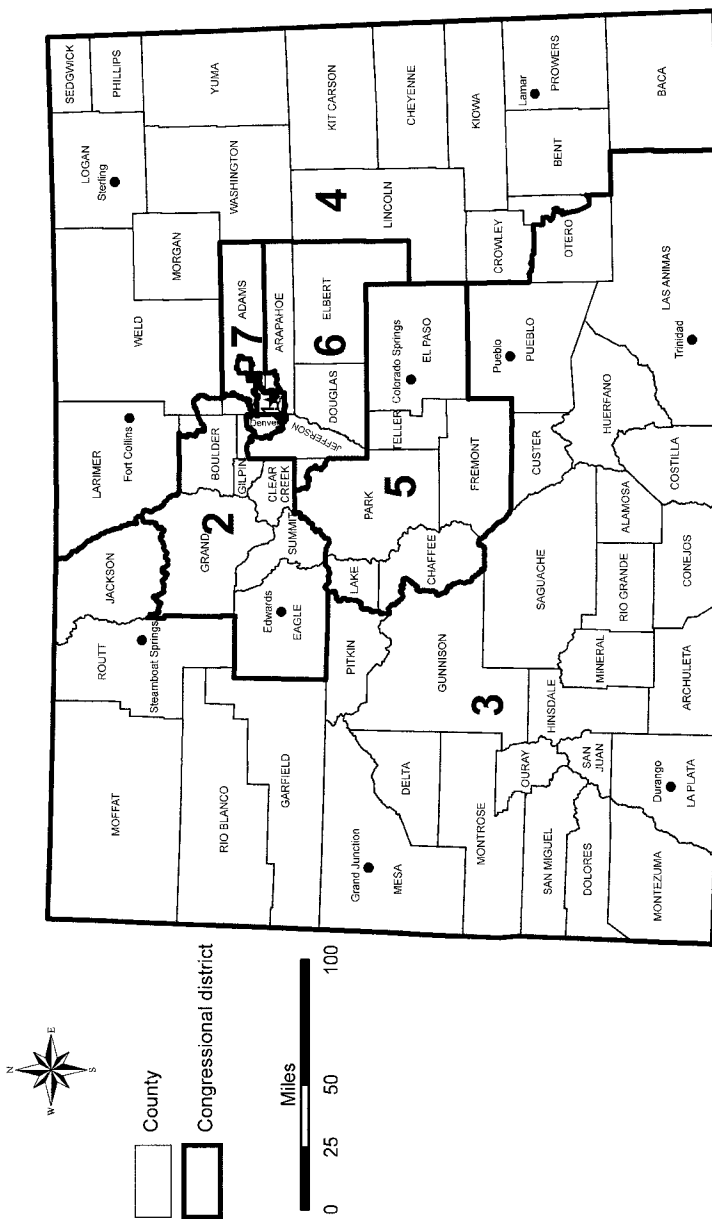 N
W
E
S
County
Congressional district
Miles
0
25
50
100
MOFFAT
ROUTT
Steamboat Springs
JACKSON
LARIMER
Fort Collins
WELD
LOGAN
Sterling
SEDGWICK
PHILLIPS
MORGAN
WASHINGTON
YUMA
RIO BLANCO
GARFIELD
GRAND
2
BOULDER
GILPIN
CLEAR
CREEK
SUMMIT
Edwards
EAGLE
ADAMS
7
ARAPAHOE
1
Denver
JEFFERSON
DOUGLAS
6
ELBERT
4
LINCOLN
KIT CARSON
CHEYENNE
KIOWA
Grand Junction
MESA
DELTA
PITKIN
LAKE
PARK
5
CHAFFEE
TELLER
Colorado Springs
EL PASO
FREMONT
GUNNISON
3
MONTROSE
OURAY
SAN MIGUEL
DOLORES
SAN
JUAN
HINSDALE
SAGUACHE
CUSTER
Pueblo
PUEBLO
CROWLEY
OTERO
BENT
Lamar
PROWERS
BACA
MONTEZUMA
Durango
LA PLATA
MINERAL
RIO GRANDE
ALAMOSA
HUERFANO
ARCHULETA
CONEJOS
COSTILLA
LAS ANIMAS
Trinidad